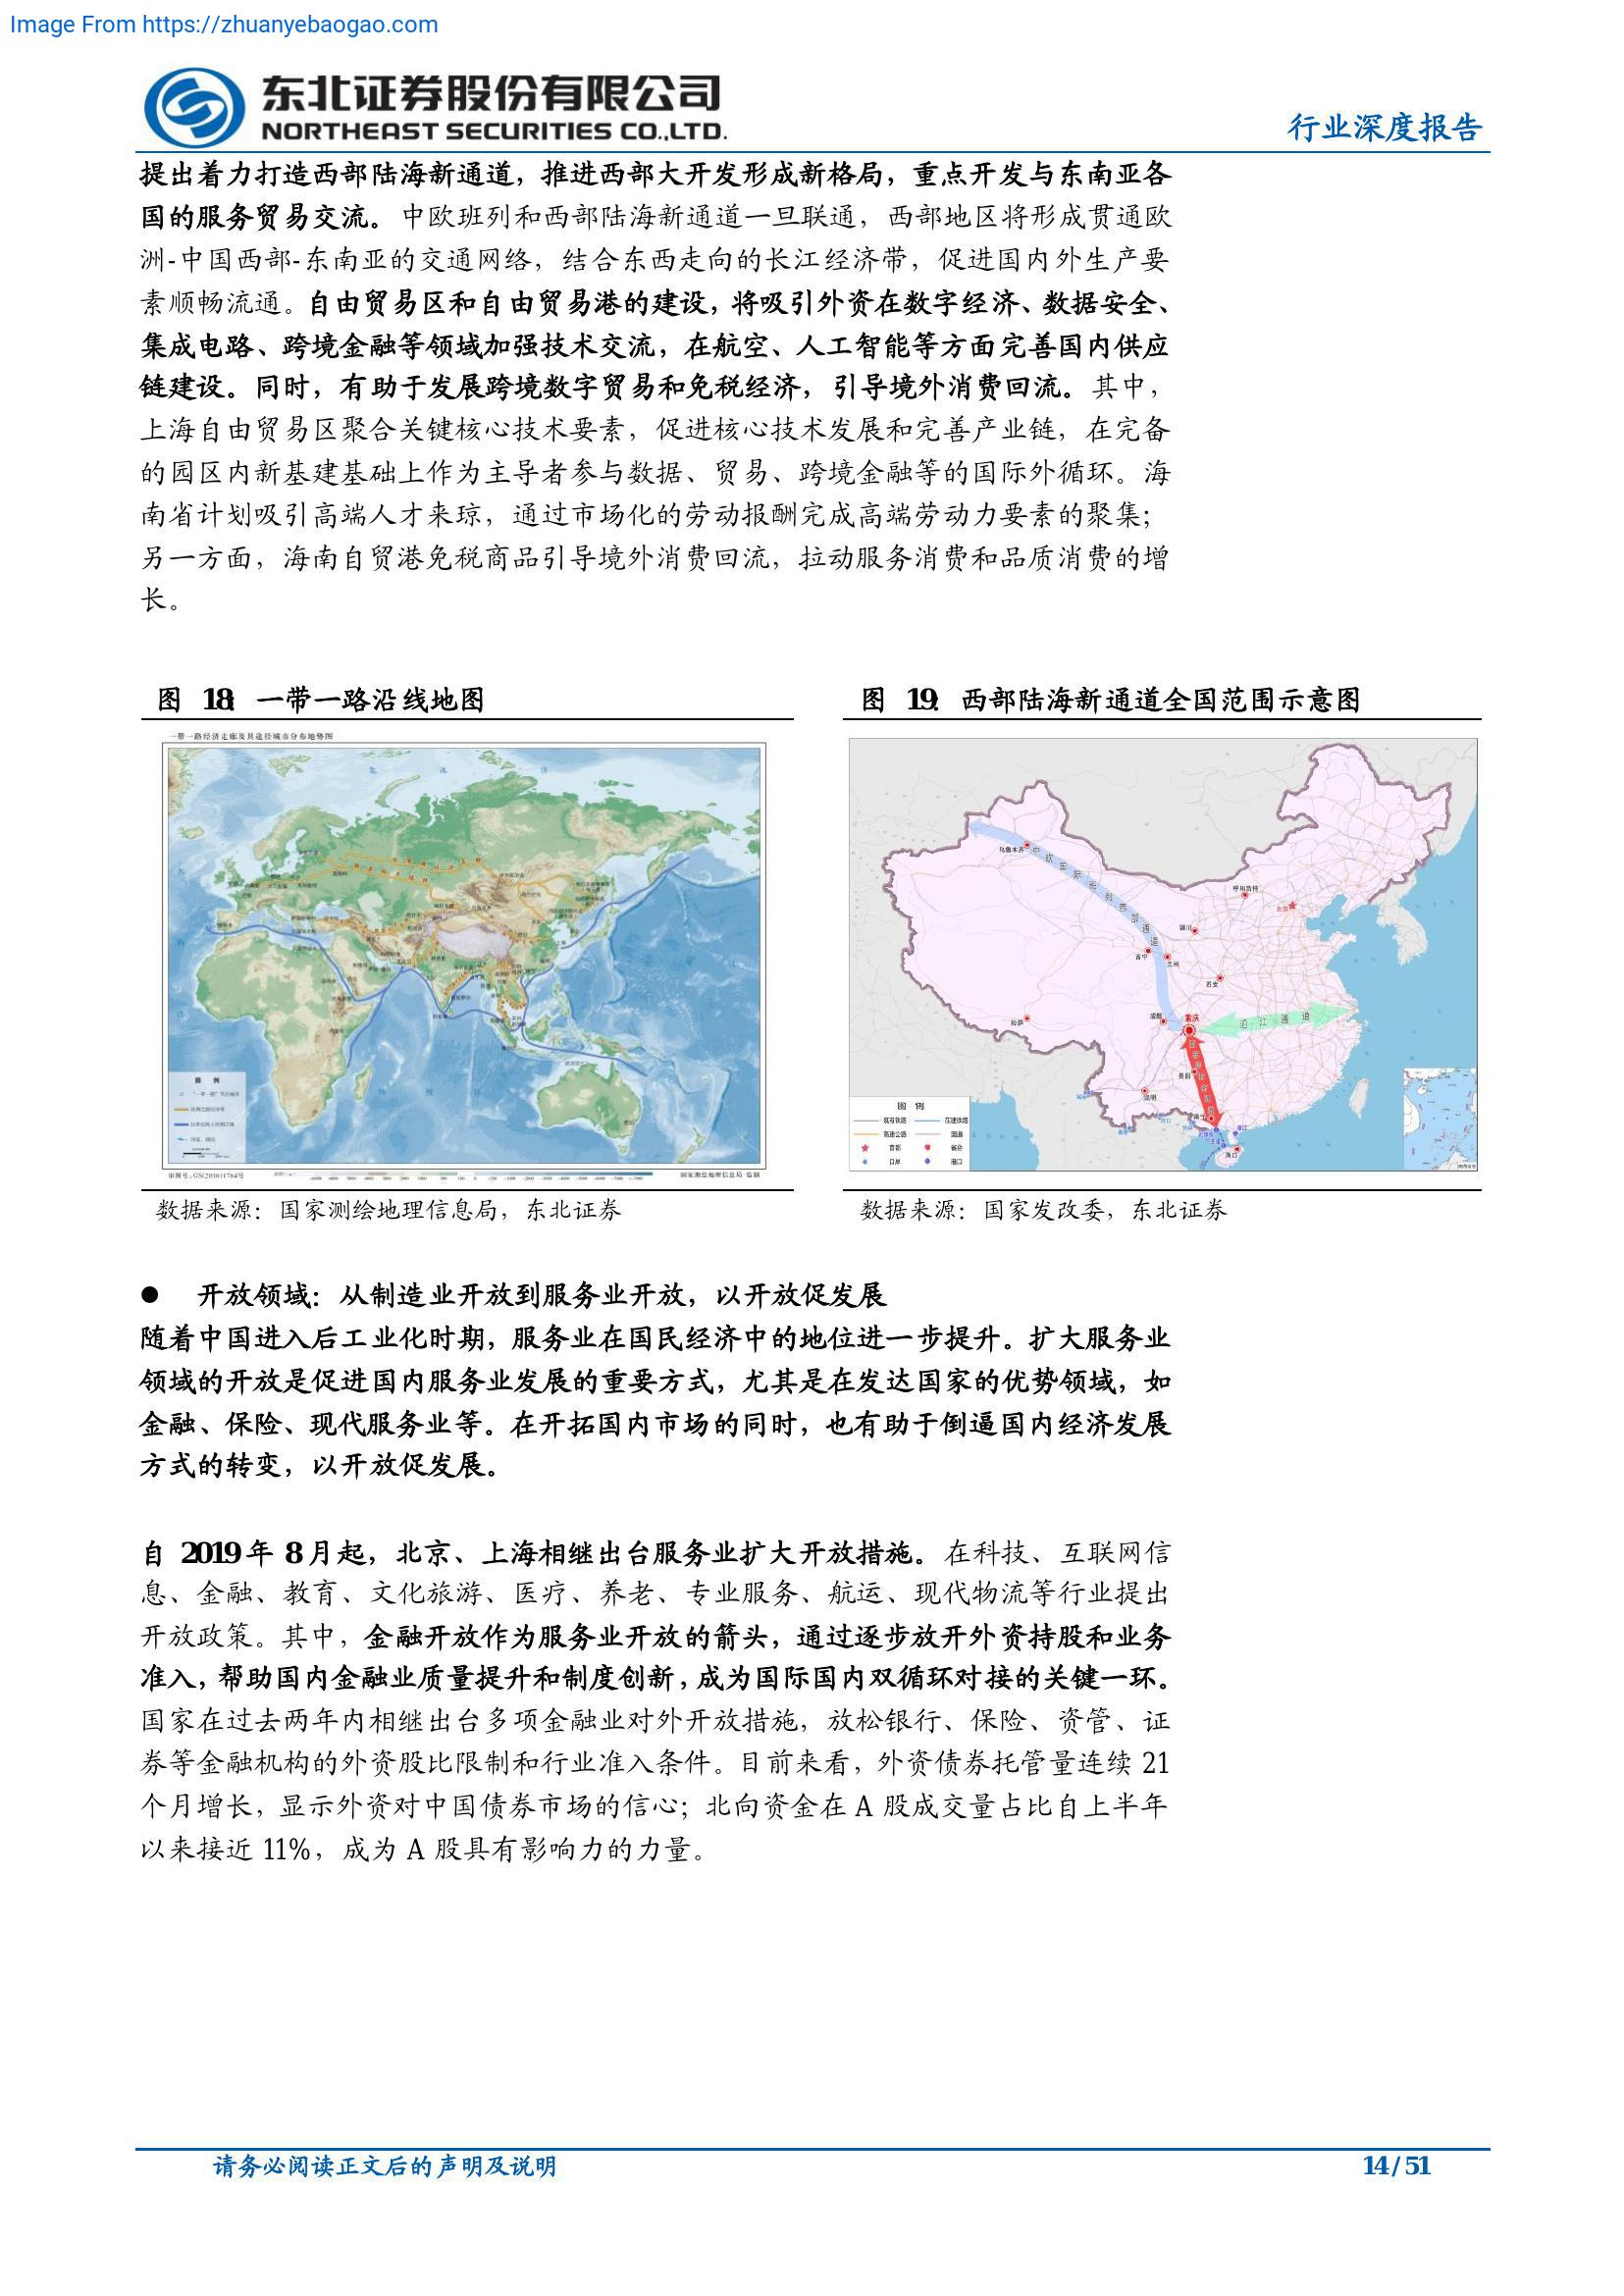 Image From https://zhuanyebaogao.com
东北证券股份有限公司
NORTHEAST SECURITIES CO.,LTD.
行业深度报告
提出着力打造西部陆海新通道，推进西部大开发形成新格局，重点开发与东南亚各
国的服务贸易交流。中欧班列和西部陆海新通道一旦联通，西部地区将形成贯通欧
洲-中国西部-东南亚的交通网络，结合东西走向的长江经济带，促进国内外生产要
素顺畅流通。自由贸易区和自由贸易港的建设，将吸引外资在数字经济、数据安全、
集成电路、跨境金融等领域加强技术交流，在航空、人工智能等方面完善国内供应
链建设。同时，有助于发展跨境数字贸易和免税经济，引导境外消费回流。其中，
上海自由贸易区聚合关键核心技术要素，促进核心技术发展和完善产业链，在完备
的园区内新基建基础上作为主导者参与数据、贸易、跨境金融等的国际外循环。海
南省计划吸引高端人才来琼，通过市场化的劳动报酬完成高端劳动力要素的聚集；
另一方面，海南自贸港免税商品引导境外消费回流，拉动服务消费和品质消费的增
长。
图 18：一带一路沿线地图
图 19：西部陆海新通道全国范围示意图
一带一路经济走廊及其途径城市分布地势图
图 例
审图号：GS(2016)1764号
国家测绘地理信息局 监制
乌鲁木齐
中欧班列西部通道
呼和浩特
北京
银川
西宁
兰州
西安
拉萨
成都
重庆
沿江通道
贵阳
昆明
南宁
湛江
海口
图 例
既有铁路
在建铁路
高速公路
国道
首都
省会
口岸
港口
数据来源：国家测绘地理信息局，东北证券
数据来源：国家发改委，东北证券
● 开放领域：从制造业开放到服务业开放，以开放促发展
随着中国进入后工业化时期，服务业在国民经济中的地位进一步提升。扩大服务业
领域的开放是促进国内服务业发展的重要方式，尤其是在发达国家的优势领域，如
金融、保险、现代服务业等。在开拓国内市场的同时，也有助于倒逼国内经济发展
方式的转变，以开放促发展。
自 2019 年 8 月起，北京、上海相继出台服务业扩大开放措施。在科技、互联网信
息、金融、教育、文化旅游、医疗、养老、专业服务、航运、现代物流等行业提出
开放政策。其中，金融开放作为服务业开放的箭头，通过逐步放开外资持股和业务
准入，帮助国内金融业质量提升和制度创新，成为国际国内双循环对接的关键一环。
国家在过去两年内相继出台多项金融业对外开放措施，放松银行、保险、资管、证
券等金融机构的外资股比限制和行业准入条件。目前来看，外资债券托管量连续 21
个月增长，显示外资对中国债券市场的信心；北向资金在 A 股成交量占比自上半年
以来接近 11%，成为 A 股具有影响力的力量。
请务必阅读正文后的声明及说明
14 / 51